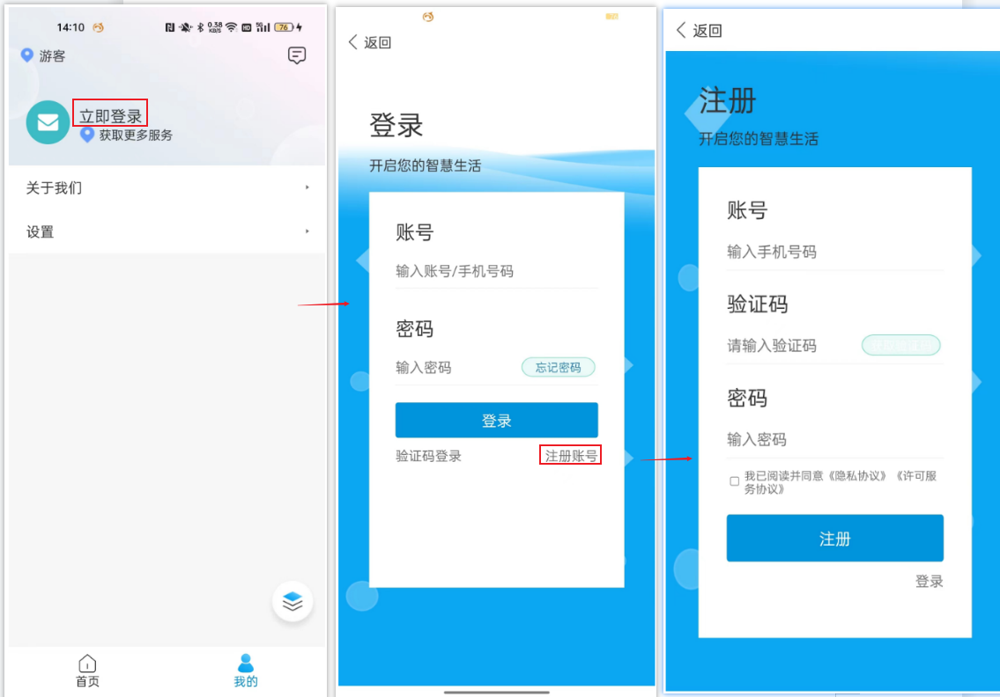 14:10
0.38
KB/S
HD
5G
76
游客
立即登录
获取更多服务
关于我们
设置
首页
我的
返回
登录
开启您的智慧生活
账号
输入账号/手机号码
密码
输入密码
忘记密码
登录
验证码登录
注册账号
返回
注册
开启您的智慧生活
账号
输入手机号码
验证码
请输入验证码
密码
输入密码
我已阅读并同意《隐私协议》《许可服
务协议》
注册
登录